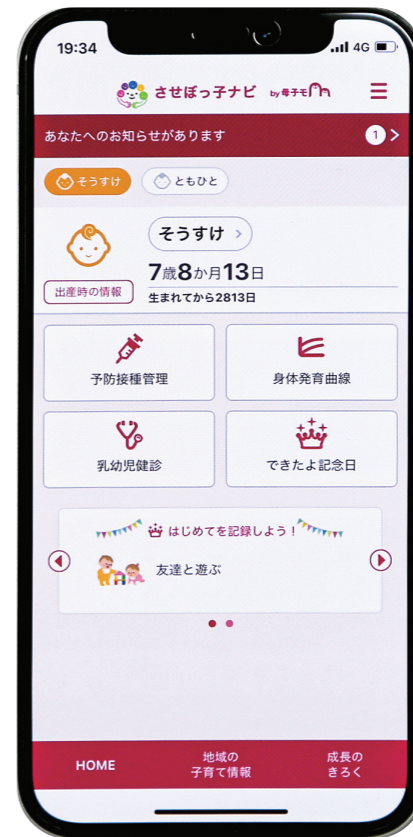 19:34
4G
させぼっ子ナビ by母子モ
あなたへのお知らせがあります 1
そうすけ ともひと
そうすけ
7歳8か月13日
出産時の情報
生まれてから2813日
予防接種管理 身体発育曲線
乳幼児健診 できたよ記念日
はじめてを記録しよう!
友達と遊ぶ
HOME
地域の
子育て情報
成長の
きろく